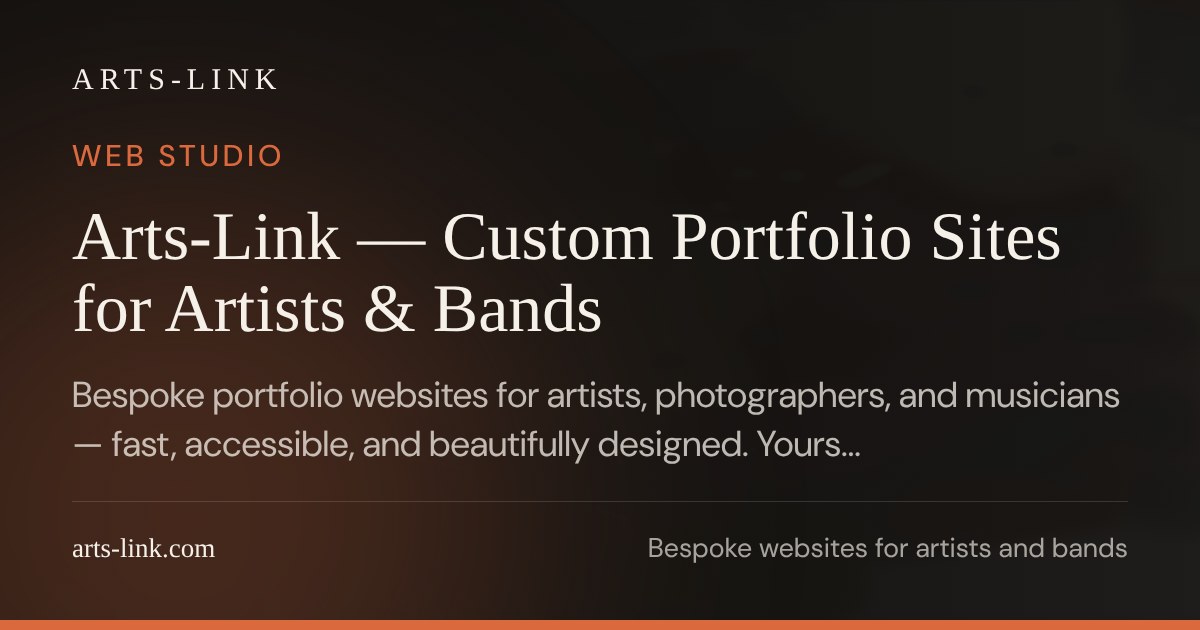 ARTS-LINK
WEB STUDIO
Arts-Link — Custom Portfolio Sites
for Artists & Bands
Bespoke portfolio websites for artists, photographers, and musicians
— fast, accessible, and beautifully designed. Yours...
arts-link.com
Bespoke websites for artists and bands